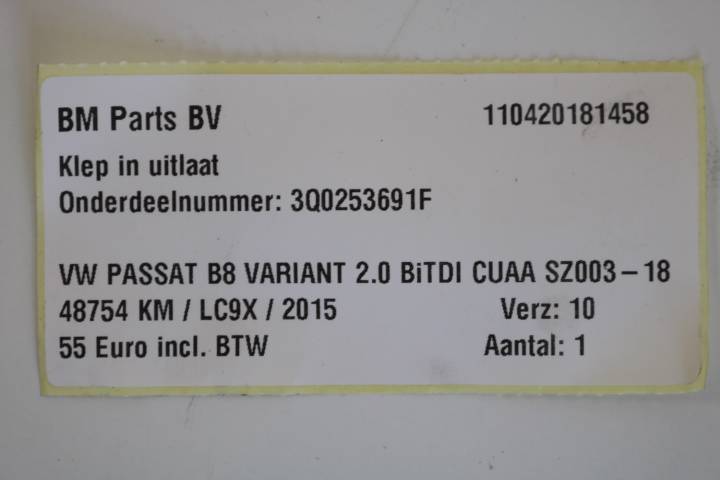 BM Parts BV 110420181458
Klep in uitlaat
Onderdeelnummer: 3Q0253691F
VW PASSAT B8 VARIANT 2.0 BiTDI CUAA SZ003-18
48754 KM / LC9X / 2015 Verz: 10
55 Euro incl. BTW Aantal: 1